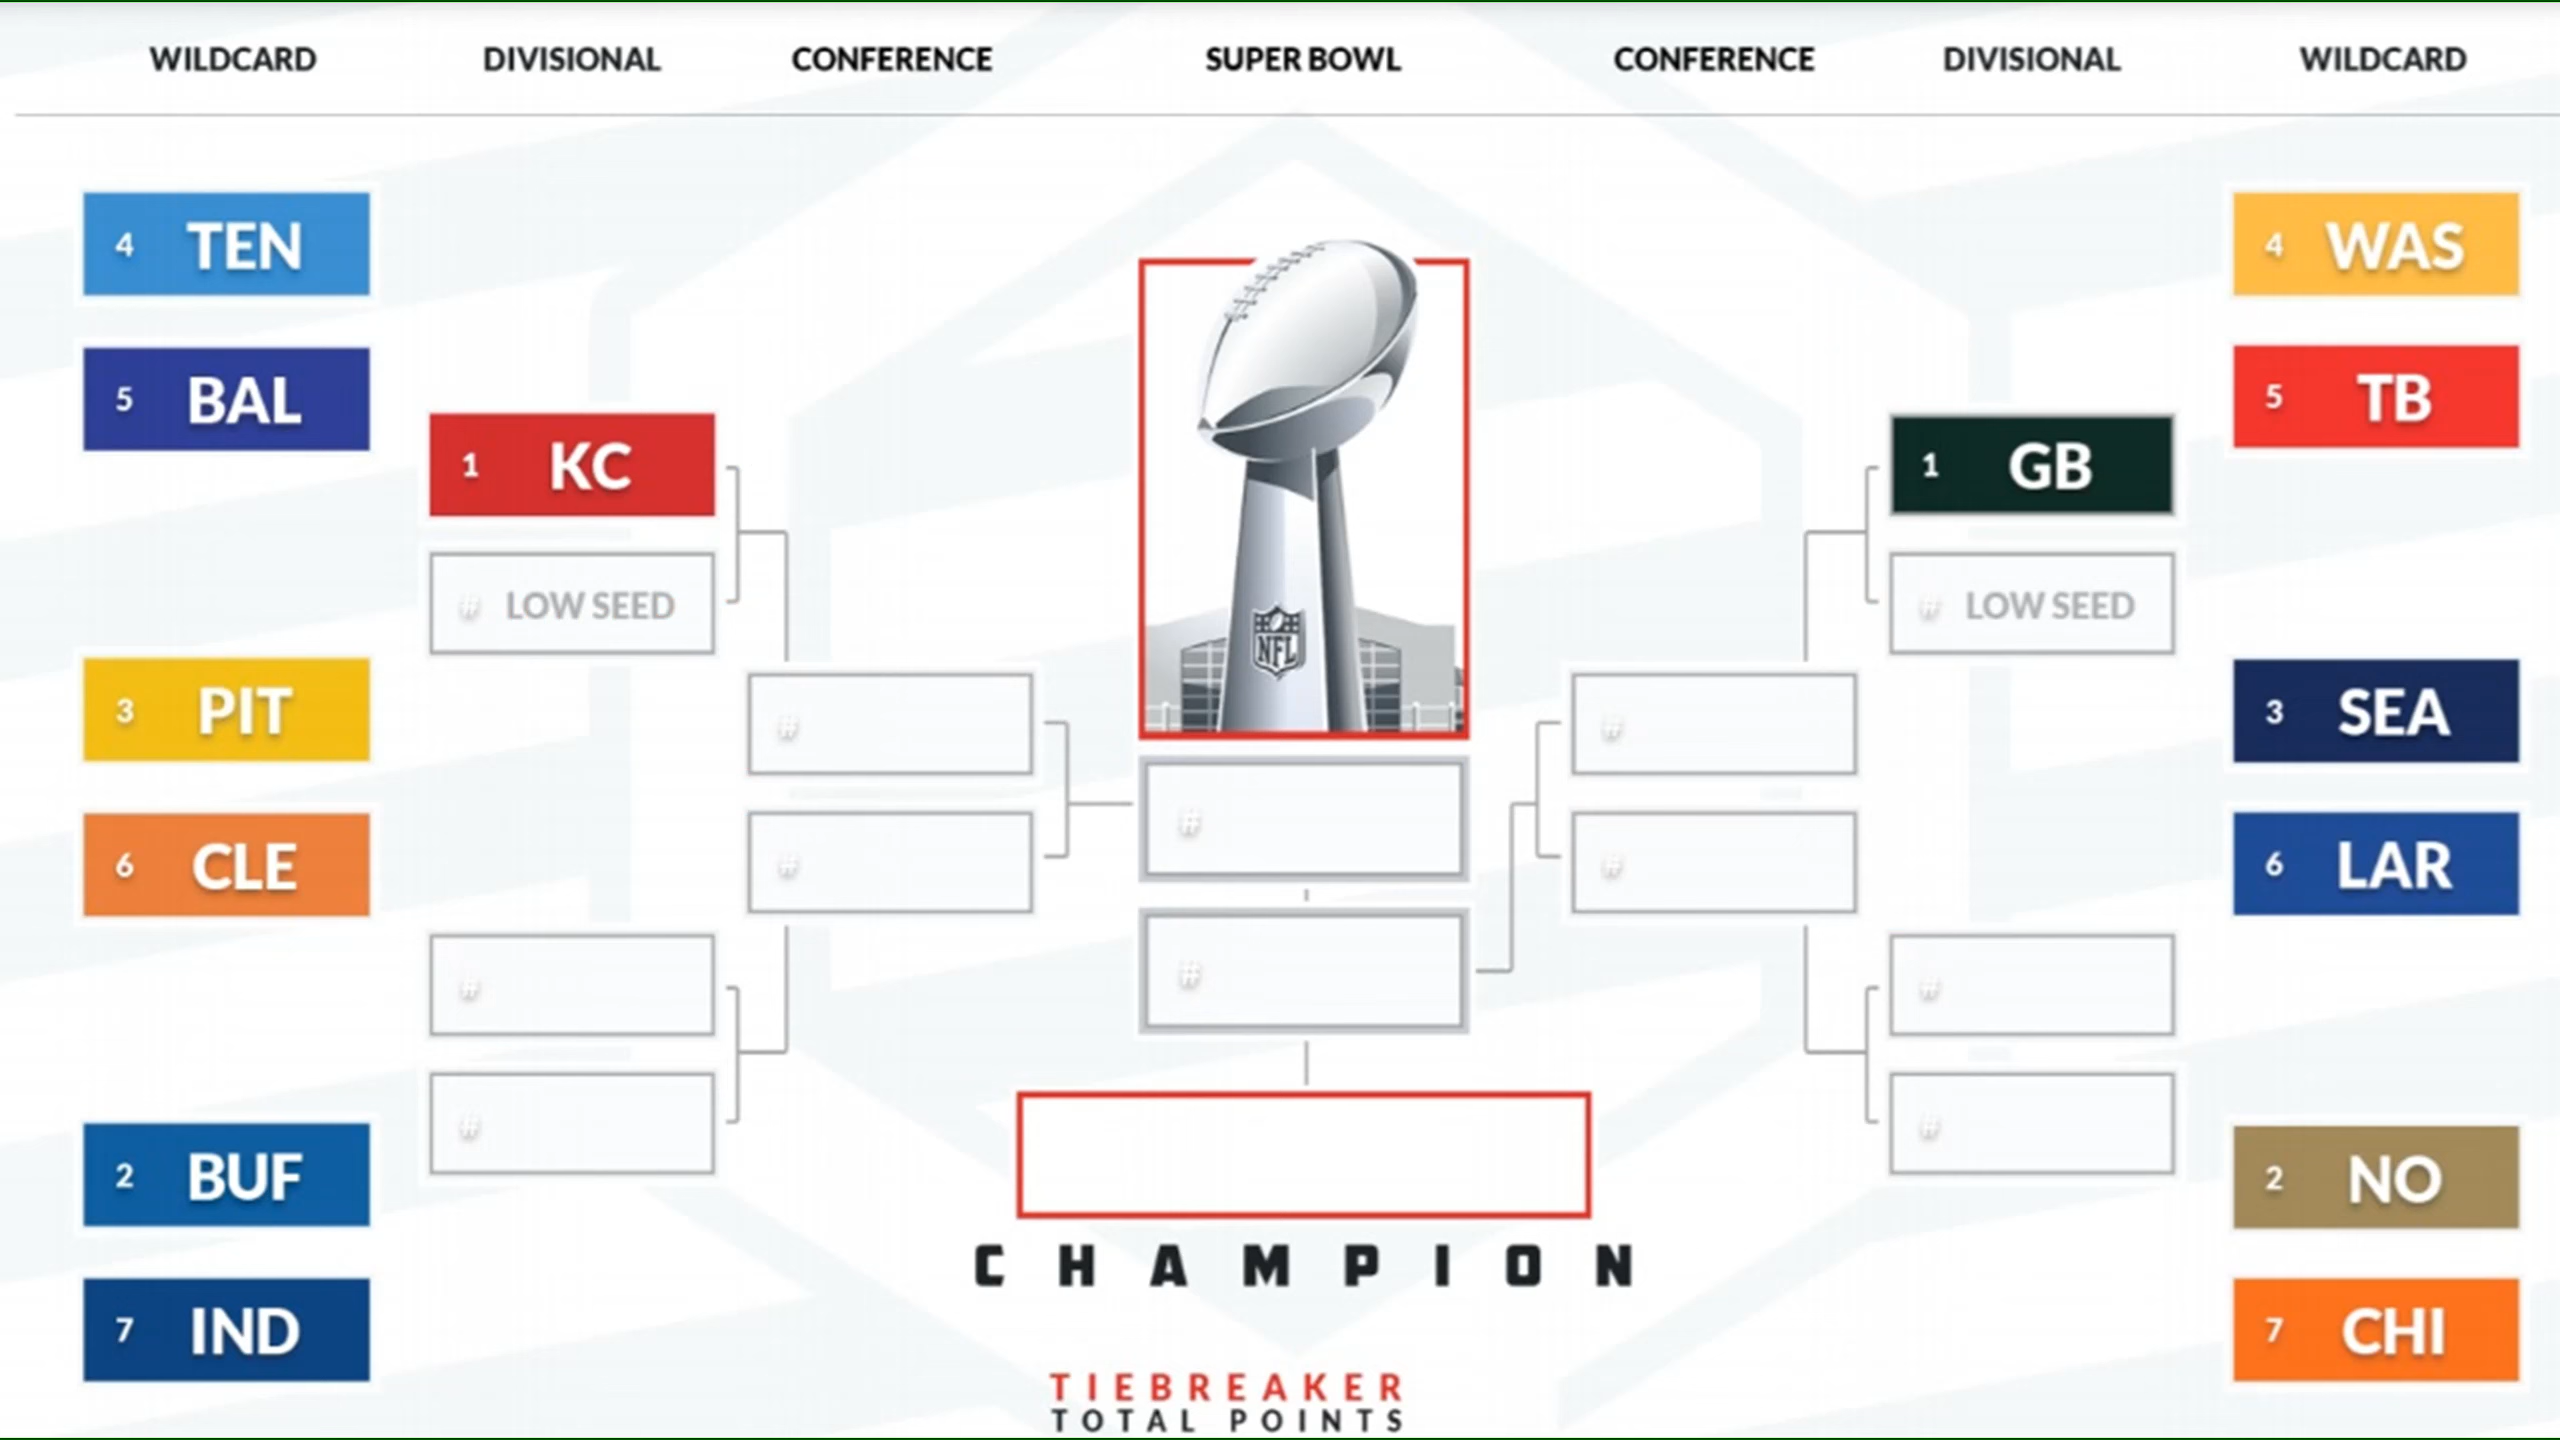 WILDCARD
DIVISIONAL
CONFERENCE
SUPER BOWL
CONFERENCE
DIVISIONAL
WILDCARD
4 TEN
5 BAL
3 PIT
6 CLE
2 BUF
7 IND
1 KC
# LOW SEED
#
#
#
#
NFL
#
#
CHAMPION
TIEBREAKER
TOTAL POINTS
#
#
1 GB
# LOW SEED
#
#
4 WAS
5 TB
3 SEA
6 LAR
2 NO
7 CHI